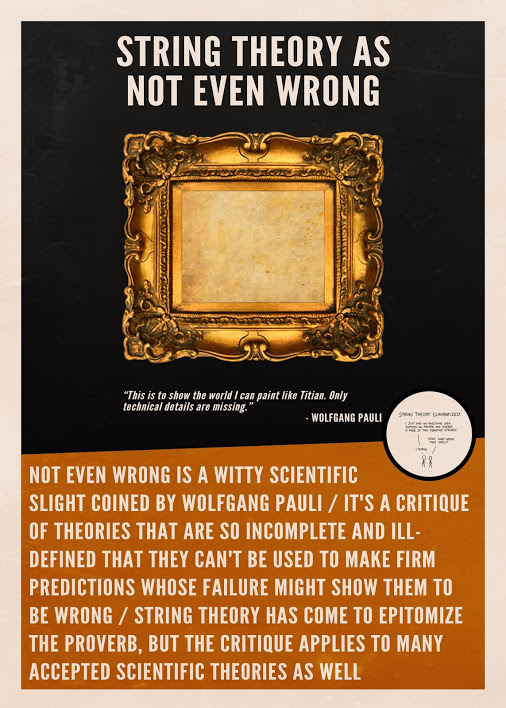 STRING THEORY AS
NOT EVEN WRONG
“This is to show the world I can paint like Titian. Only
technical details are missing.”
- WOLFGANG PAULI
STRING THEORY SUMMARIZED:
I JUST HAD AN AWESOME IDEA.
SUPPOSE ALL MATTER AND ENERGY
IS MADE OF TINY, VIBRATING "STRINGS".
OKAY. WHAT WOULD
THAT IMPLY?
I DUNNO.
NOT EVEN WRONG IS A WITTY SCIENTIFIC
SLIGHT COINED BY WOLFGANG PAULI / IT'S A CRITIQUE
OF THEORIES THAT ARE SO INCOMPLETE AND ILL-
DEFINED THAT THEY CAN'T BE USED TO MAKE FIRM
PREDICTIONS WHOSE FAILURE MIGHT SHOW THEM TO
BE WRONG / STRING THEORY HAS COME TO EPITOMIZE
THE PROVERB, BUT THE CRITIQUE APPLIES TO MANY
ACCEPTED SCIENTIFIC THEORIES AS WELL